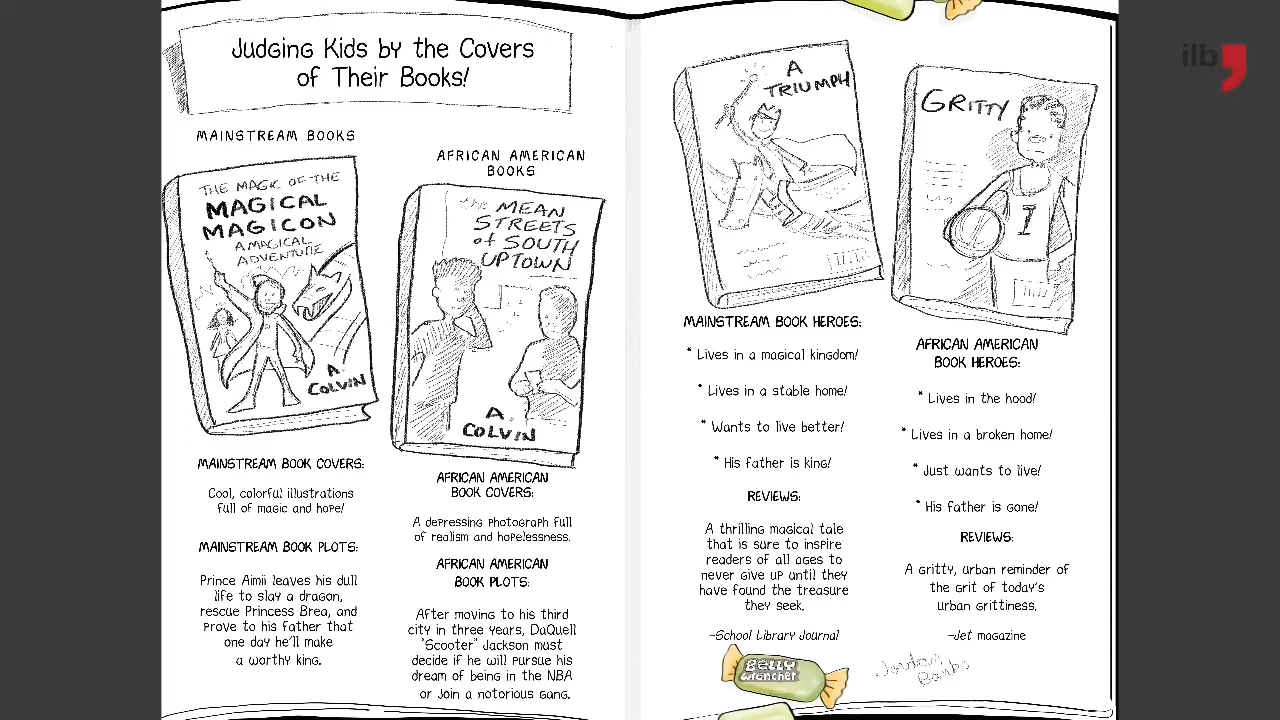 Judging Kids by the Covers
of Their Books!
MAINSTREAM BOOKS
THE MAGIC OF THE
MAGICAL
MAGICON
A MAGICAL
ADVENTURE
A.
COLVIN
MAINSTREAM BOOK COVERS:
Cool, colorful illustrations
full of magic and hope!
MAINSTREAM BOOK PLOTS:
Prince Aimii leaves his dull
life to slay a dragon,
rescue Princess Brea, and
prove to his father that
one day he'll make
a worthy king.
AFRICAN AMERICAN
BOOKS
the MEAN
STREETS
of SOUTH
UPTOWN
A.
COLVIN
AFRICAN AMERICAN
BOOK COVERS:
A depressing photograph full
of realism and hopelessness.
AFRICAN AMERICAN
BOOK PLOTS:
After moving to his third
city in three years, DaQuell
"Scooter" Jackson must
decide if he will pursue his
dream of being in the NBA
or join a notorious gang.
A
TRIUMPH
MAINSTREAM BOOK HEROES:
* Lives in a magical kingdom!
* Lives in a stable home!
* Wants to live better!
* His father is king!
REVIEWS:
A thrilling magical tale
that is sure to inspire
readers of all ages to
never give up until they
have found the treasure
they seek.
-School Library Journal
BELLY
wrencher
GRITTY
1
AFRICAN AMERICAN
BOOK HEROES:
* Lives in the hood!
* Lives in a broken home!
* Just wants to live!
* His father is gone!
REVIEWS:
A gritty, urban reminder of
the grit of today's
urban grittiness.
-Jet magazine
Jordan
Banks
ilb